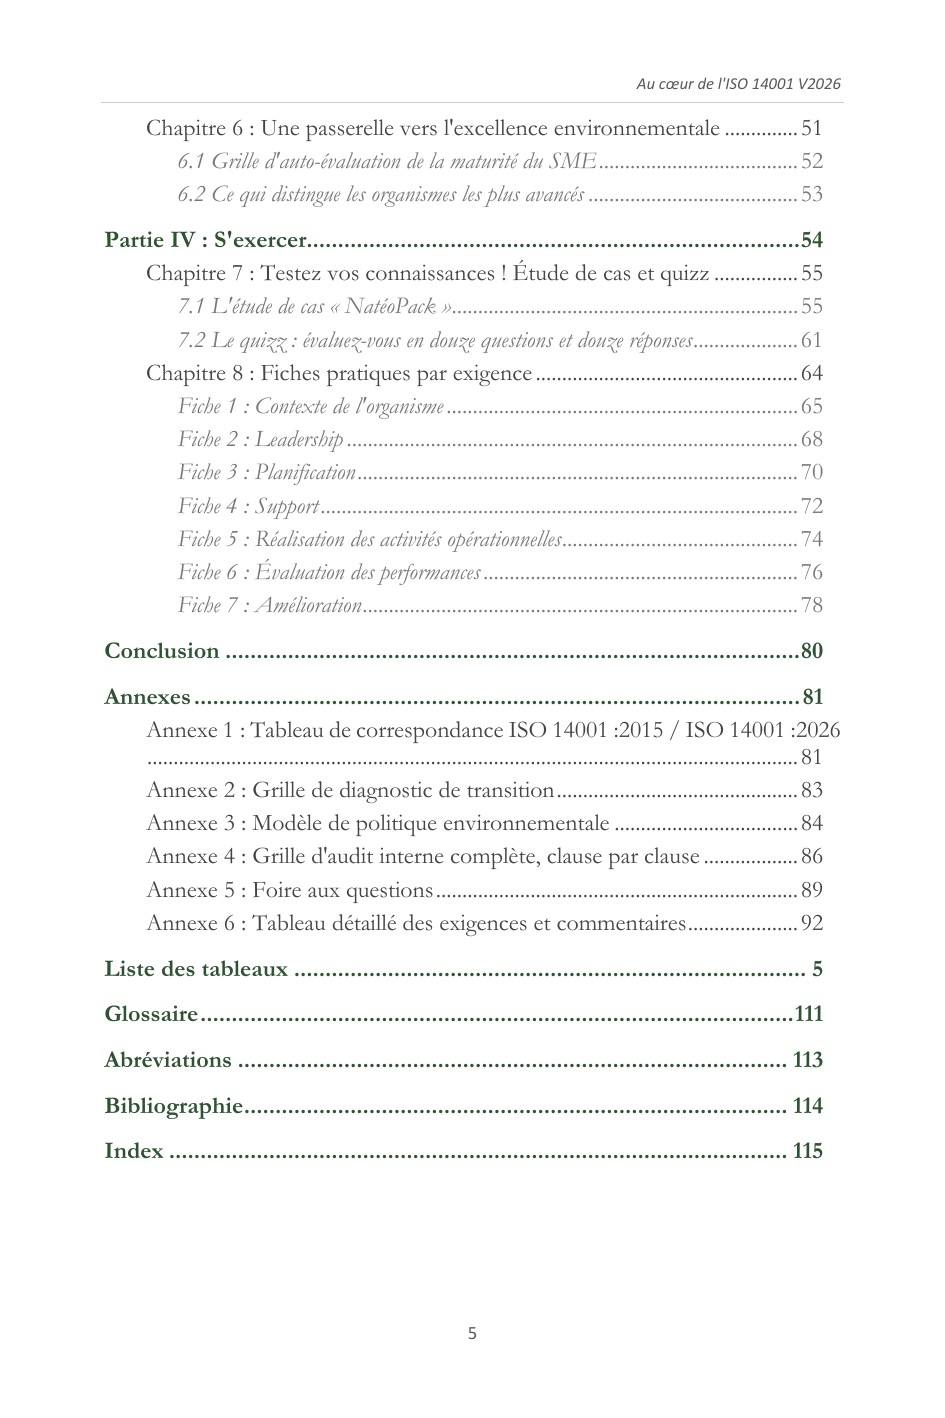 Au cœur de l'ISO 14001 V2026
Chapitre 6 : Une passerelle vers l'excellence environnementale .............. 51
6.1 Grille d'auto-évaluation de la maturité du SME .................................... 52
6.2 Ce qui distingue les organismes les plus avancés ...................................... 53
Partie IV : S'exercer............................................................................... 54
Chapitre 7 : Testez vos connaissances ! Étude de cas et quizz ................ 55
7.1 L'étude de cas « NatéoPack »............................................................. 55
7.2 Le quizz : évaluez-vous en douze questions et douze réponses.................... 61
Chapitre 8 : Fiches pratiques par exigence ............................................ 64
Fiche 1 : Contexte de l'organisme ............................................................. 65
Fiche 2 : Leadership .............................................................................. 68
Fiche 3 : Planification............................................................................ 70
Fiche 4 : Support................................................................................... 72
Fiche 5 : Réalisation des activités opérationnelles........................................ 74
Fiche 6 : Évaluation des performances ...................................................... 76
Fiche 7 : Amélioration........................................................................... 78
Conclusion ............................................................................................ 80
Annexes ................................................................................................. 81
Annexe 1 : Tableau de correspondance ISO 14001 :2015 / ISO 14001 :2026
............................................................................................................. 81
Annexe 2 : Grille de diagnostic de transition......................................... 83
Annexe 3 : Modèle de politique environnementale ............................... 84
Annexe 4 : Grille d'audit interne complète, clause par clause ................ 86
Annexe 5 : Foire aux questions............................................................. 89
Annexe 6 : Tableau détaillé des exigences et commentaires................... 92
Liste des tableaux .................................................................................. 5
Glossaire............................................................................................... 111
Abréviations ........................................................................................ 113
Bibliographie....................................................................................... 114
Index ................................................................................................... 115
5